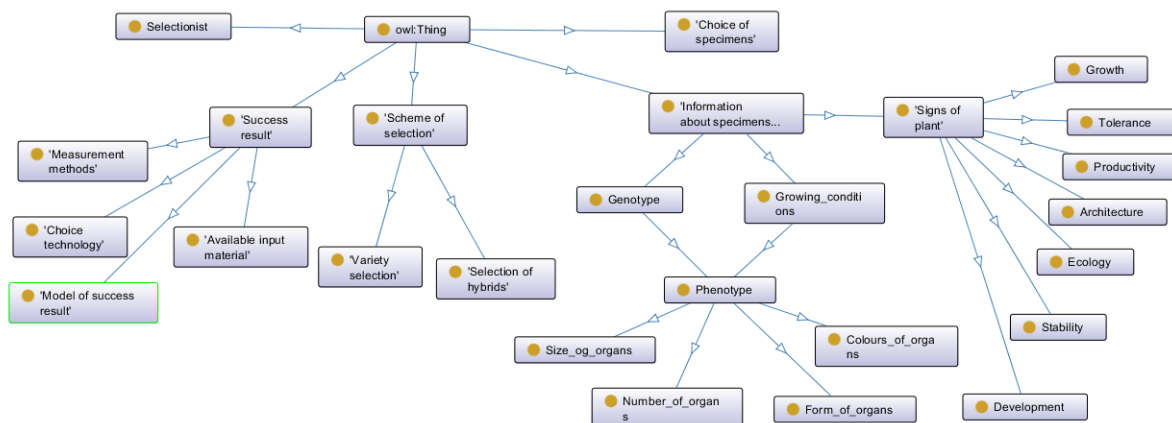 Selectionist
owl:Thing
'Choice of
specimens'
Growth
'Success
result'
'Scheme of
selection'
'Information
about specimens...
'Signs of
plant'
Tolerance
'Measurement
methods'
Productivity
Genotype
Growing_conditi
ons
Architecture
'Choice
technology'
'Available input
material'
'Variety
selection'
'Selection of
hybrids'
Ecology
'Model of success
result'
Phenotype
Stability
Size_og_organs
Colours_of_orga
ns
Number_of_organ
s
Form_of_organs
Development